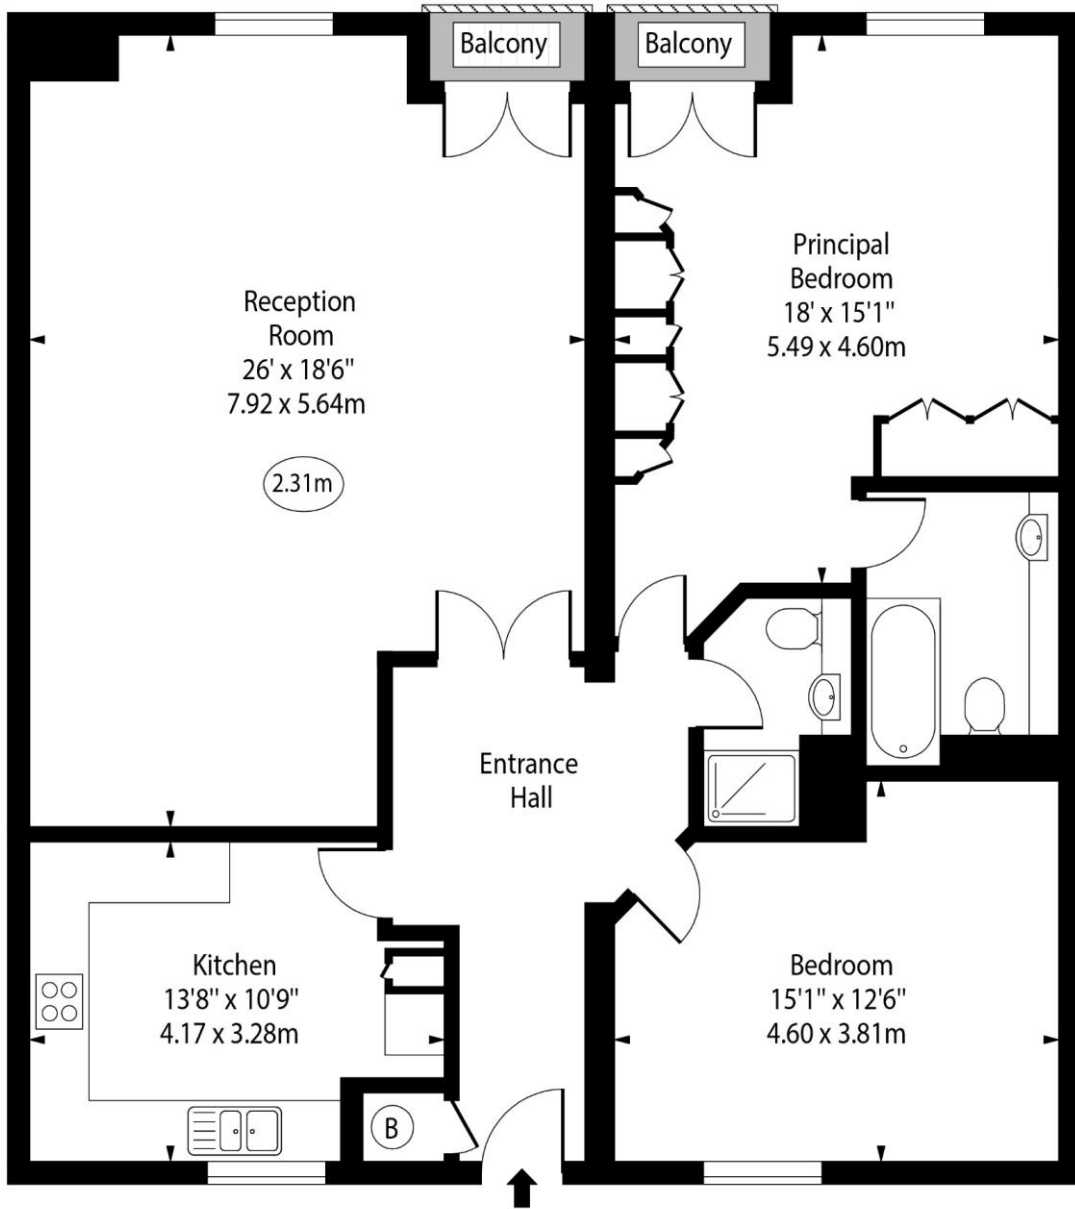 Balcony
Balcony
Reception
Room
26' x 18'6"
7.92 x 5.64m
2.31m
Principal
Bedroom
18' x 15'1"
5.49 x 4.60m
Entrance
Hall
Kitchen
13'8" x 10'9"
4.17 x 3.28m
Bedroom
15'1" x 12'6"
4.60 x 3.81m
B